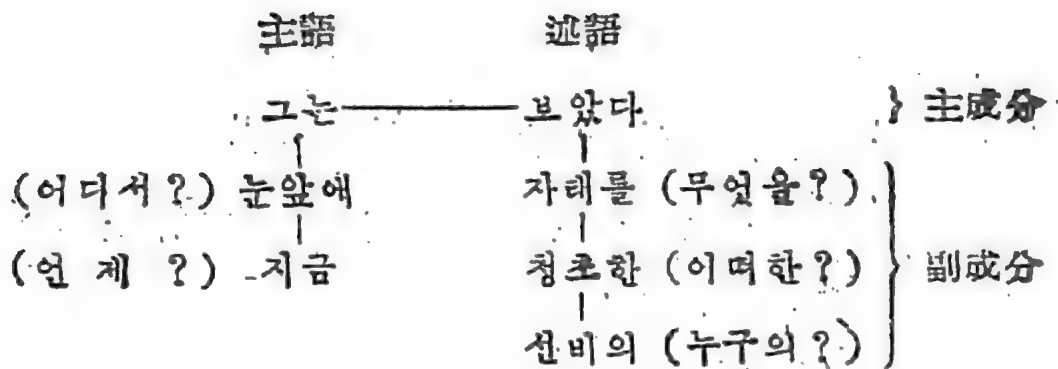 主語 述語
그는 보았다 } 主成分
(어디서?) 눈앞에 자태를 (무엇을?)
(언제?) 지금 청초한 (어떠한?) 副成分
선비의 (누구의?)